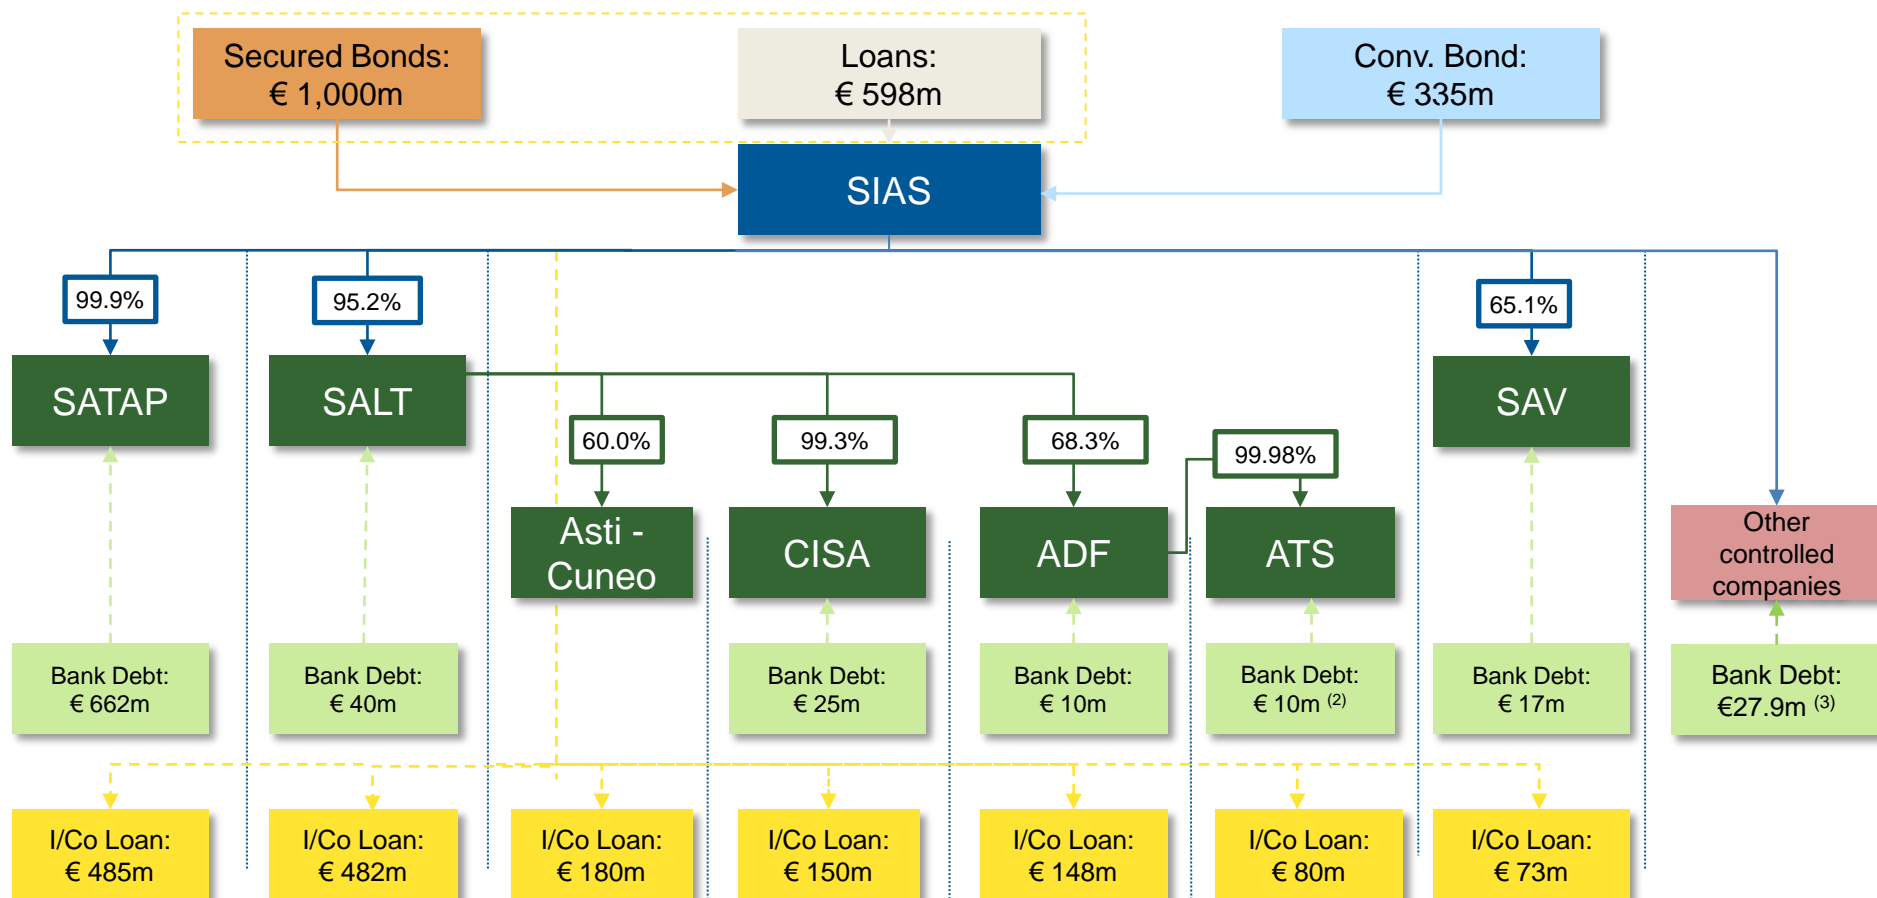 Secured Bonds:
€ 1,000m
Loans:
€ 598m
Conv. Bond:
€ 335m
SIAS
99.9%
95.2%
65.1%
SATAP
SALT
SAV
60.0%
99.3%
68.3%
99.98%
Asti -
Cuneo
CISA
ADF
ATS
Other
controlled
companies
Bank Debt:
€ 662m
Bank Debt:
€ 40m
Bank Debt:
€ 25m
Bank Debt:
€ 10m
Bank Debt:
€ 10m (2)
Bank Debt:
€ 17m
Bank Debt:
€27.9m (3)
I/Co Loan:
€ 485m
I/Co Loan:
€ 482m
I/Co Loan:
€ 180m
I/Co Loan:
€ 150m
I/Co Loan:
€ 148m
I/Co Loan:
€ 80m
I/Co Loan:
€ 73m